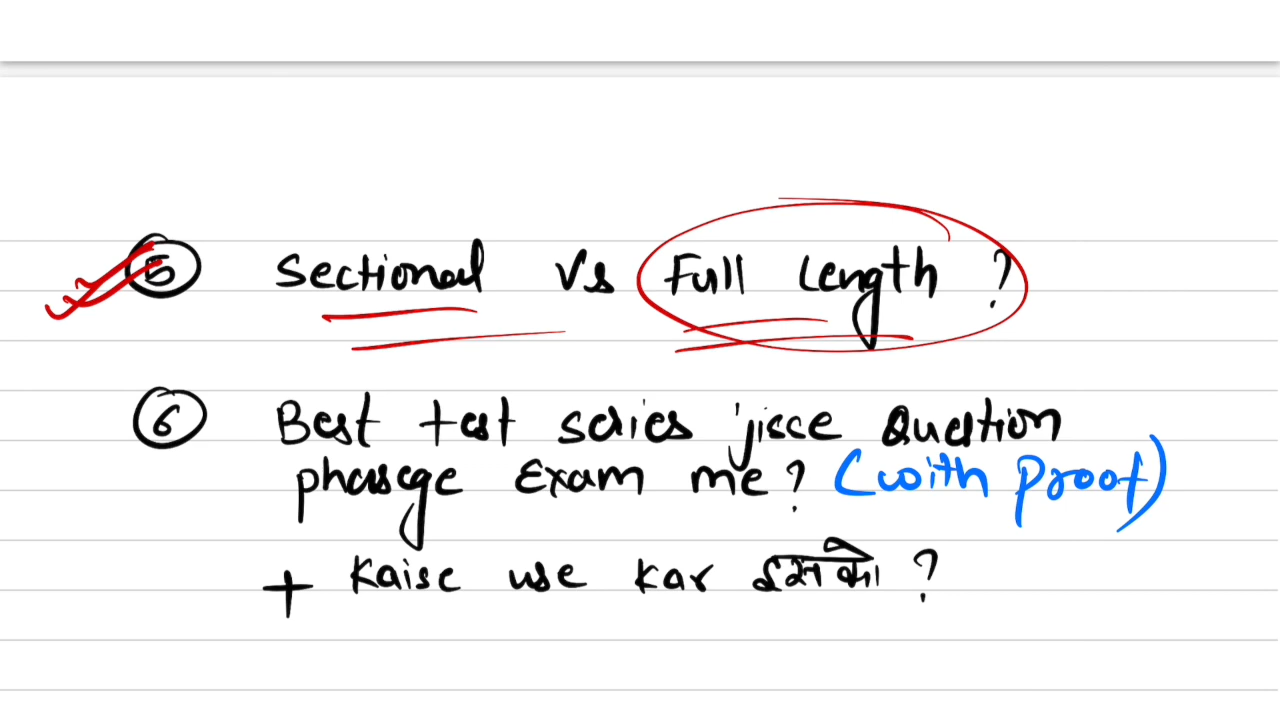 ⑤ Sectional Vs Full Length ?
⑥ Best test series jisse Question
phasege Exam me ? (with proof)
+ Kaise use kar इसका ?